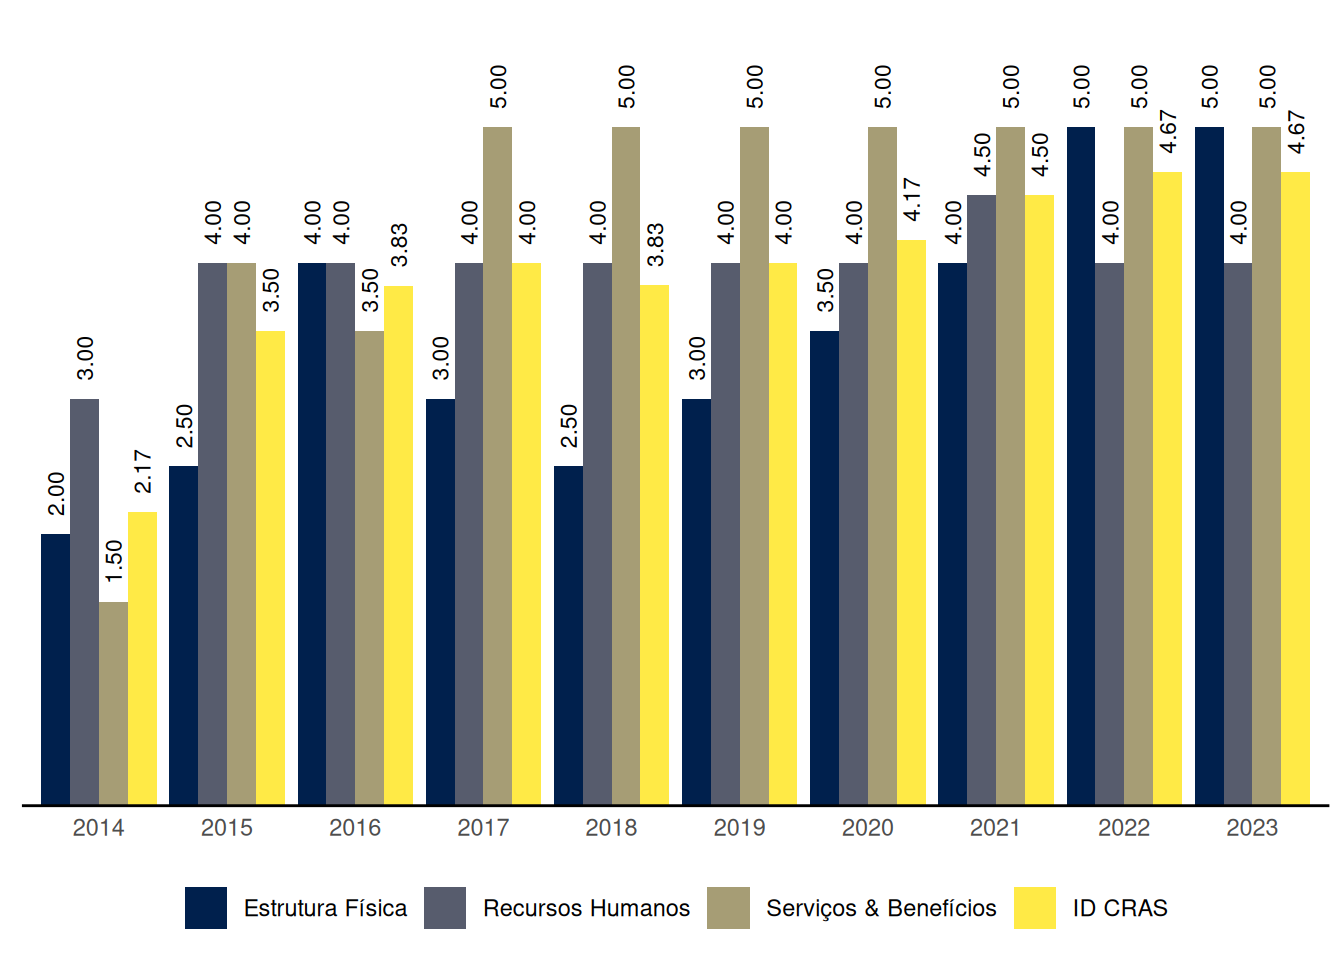 2.00 3.00 1.50 2.17
2.50 4.00 4.00 3.50
4.00 4.00 3.50 3.83
3.00 4.00 5.00 4.00
2.50 4.00 5.00 3.83
3.00 4.00 5.00 4.00
3.50 4.00 5.00 4.17
4.00 4.50 5.00 4.50
5.00 4.00 5.00 4.67
5.00 4.00 5.00 4.67
2014 2015 2016 2017 2018 2019 2020 2021 2022 2023
Estrutura Física Recursos Humanos Serviços & Benefícios ID CRAS